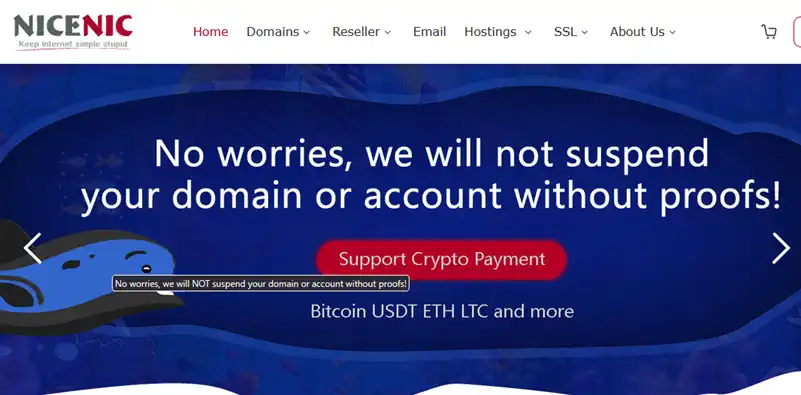 NICENIC
Keep Internet simple stupid
Home Domains Reseller Email Hostings SSL About Us
No worries, we will not suspend
your domain or account without proofs!
Support Crypto Payment
No worries, we will NOT suspend your domain or account without proofs!
Bitcoin USDT ETH LTC and more